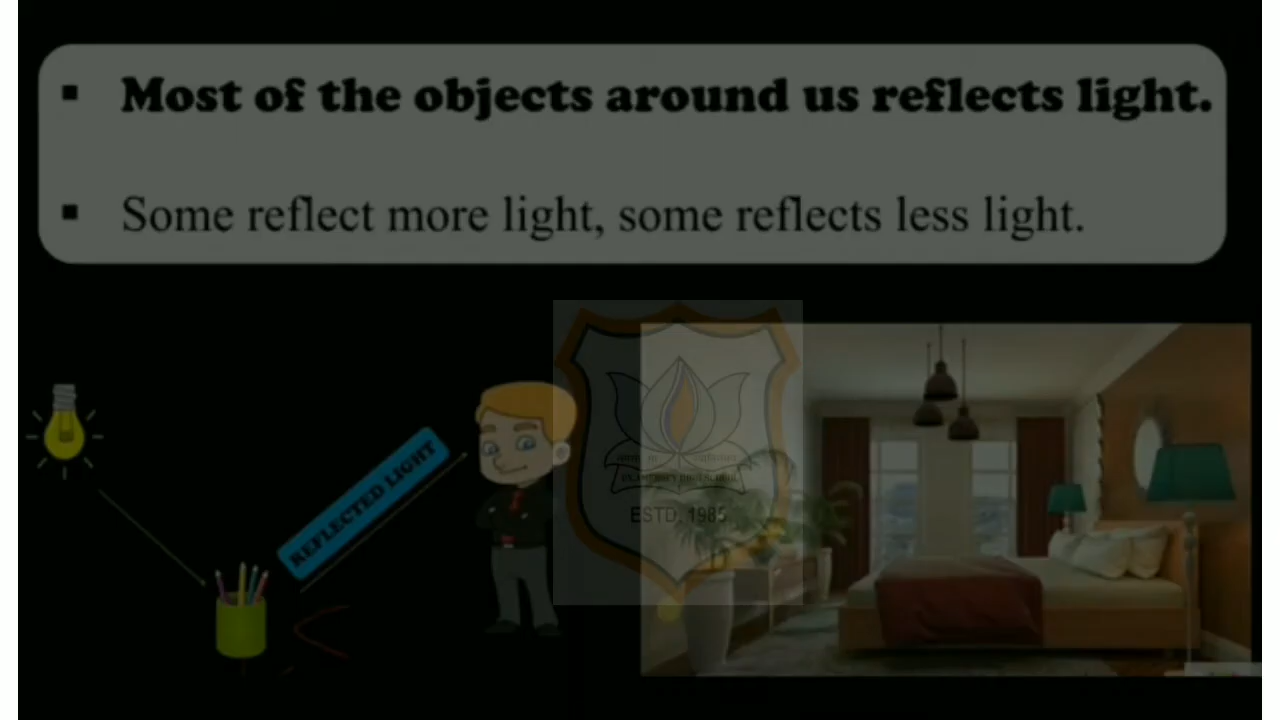 ▪ Most of the objects around us reflects light.
▪ Some reflect more light, some reflects less light.
REFLECTED LIGHT
ESTD. 1985